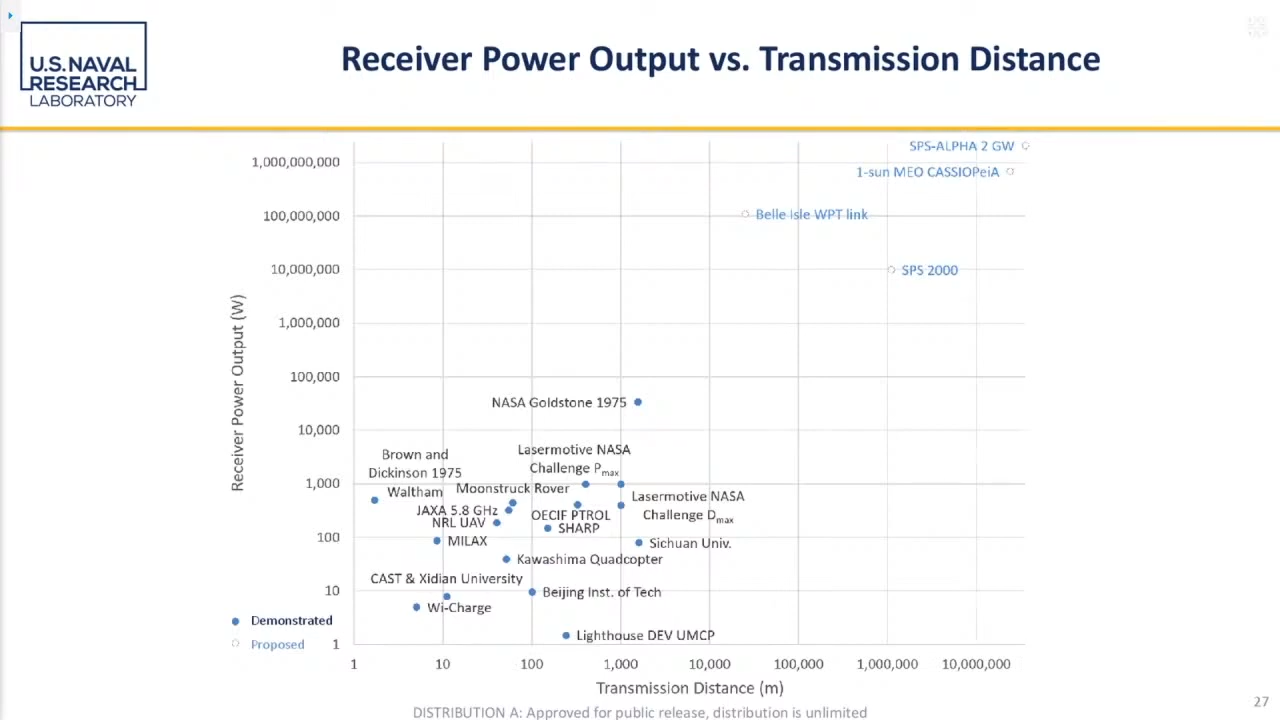 U.S. NAVAL
RESEARCH
LABORATORY
Receiver Power Output vs. Transmission Distance
1,000,000,000
100,000,000
10,000,000
1,000,000
100,000
10,000
1,000
100
10
1
Receiver Power Output (W)
SPS-ALPHA 2 GW
1-sun MEO CASSIOPeiA
Belle Isle WPT link
SPS 2000
NASA Goldstone 1975
Brown and
Dickinson 1975
Waltham
Lasermotive NASA
Challenge Pmax
Moonstruck Rover
Lasermotive NASA
Challenge Dmax
JAXA 5.8 GHz
OECIF PTROL
NRL UAV
SHARP
MILAX
Sichuan Univ.
Kawashima Quadcopter
CAST & Xidian University
Beijing Inst. of Tech
Wi-Charge
Lighthouse DEV UMCP
Demonstrated
Proposed
1
10
100
1,000
10,000
100,000
1,000,000
10,000,000
Transmission Distance (m)
DISTRIBUTION A: Approved for public release, distribution is unlimited
27